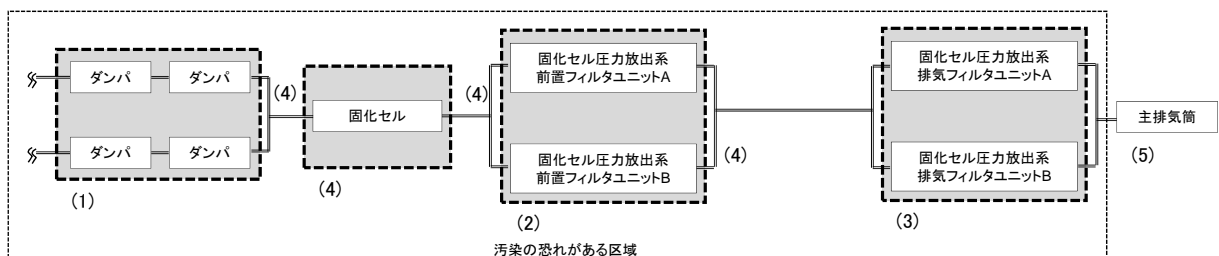 ダンパ
ダンパ
(4)
ダンパ
ダンパ
(1)
固化セル
(4)
(4)
固化セル圧力放出系
前置フィルタユニットA
固化セル圧力放出系
前置フィルタユニットB
(4)
(2)
固化セル圧力放出系
排気フィルタユニットA
固化セル圧力放出系
排気フィルタユニットB
(3)
主排気筒
(5)
汚染の恐れがある区域